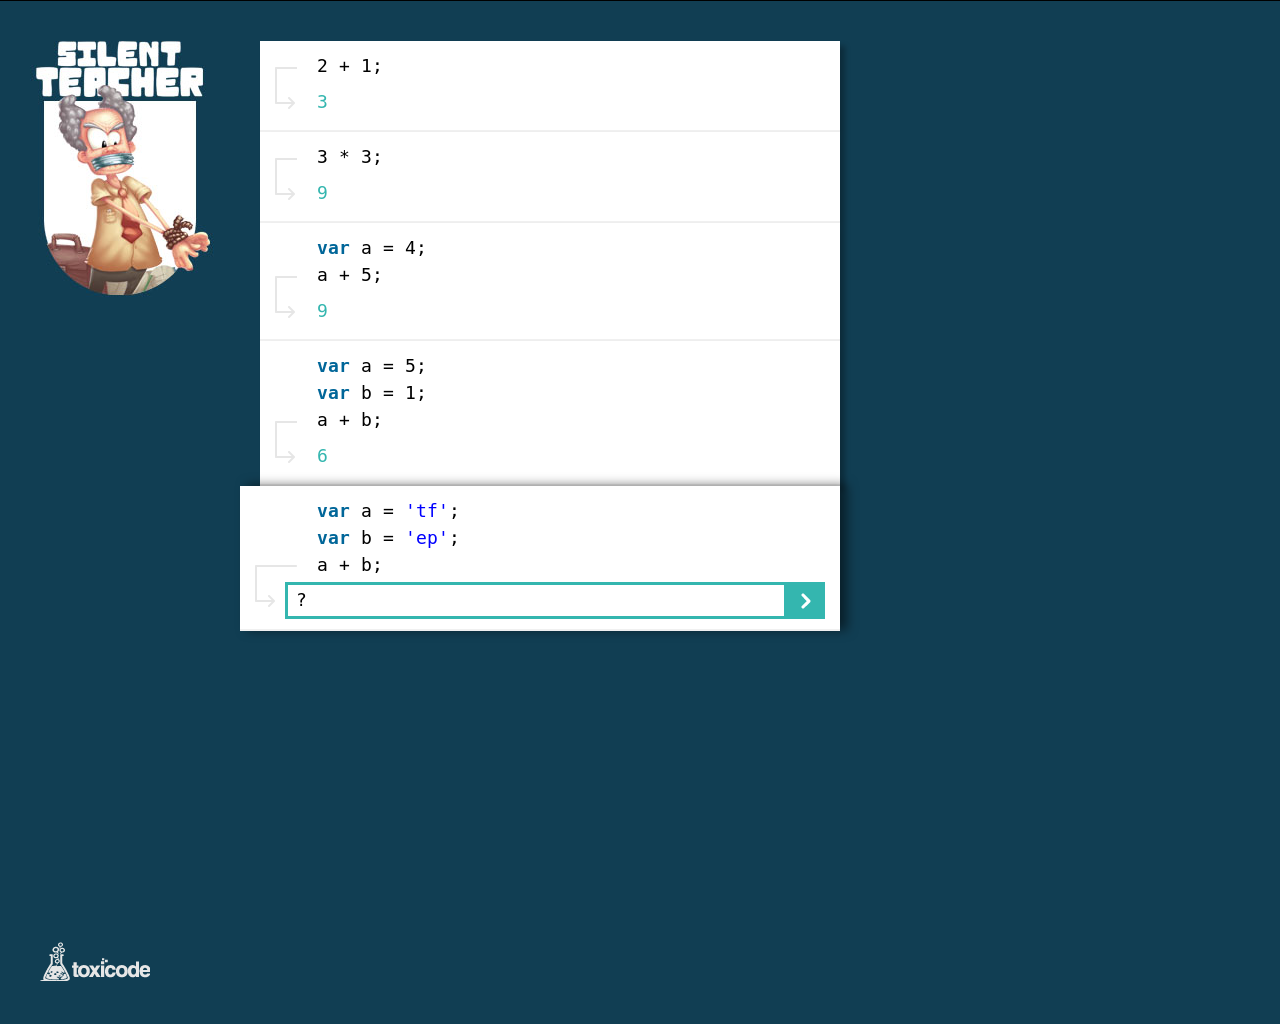 SILENT
TEACHER
2 + 1;
3
3 * 3;
9
var a = 4;
a + 5;
9
var a = 5;
var b = 1;
a + b;
6
var a = 'tf';
var b = 'ep';
a + b;
?
toxicode